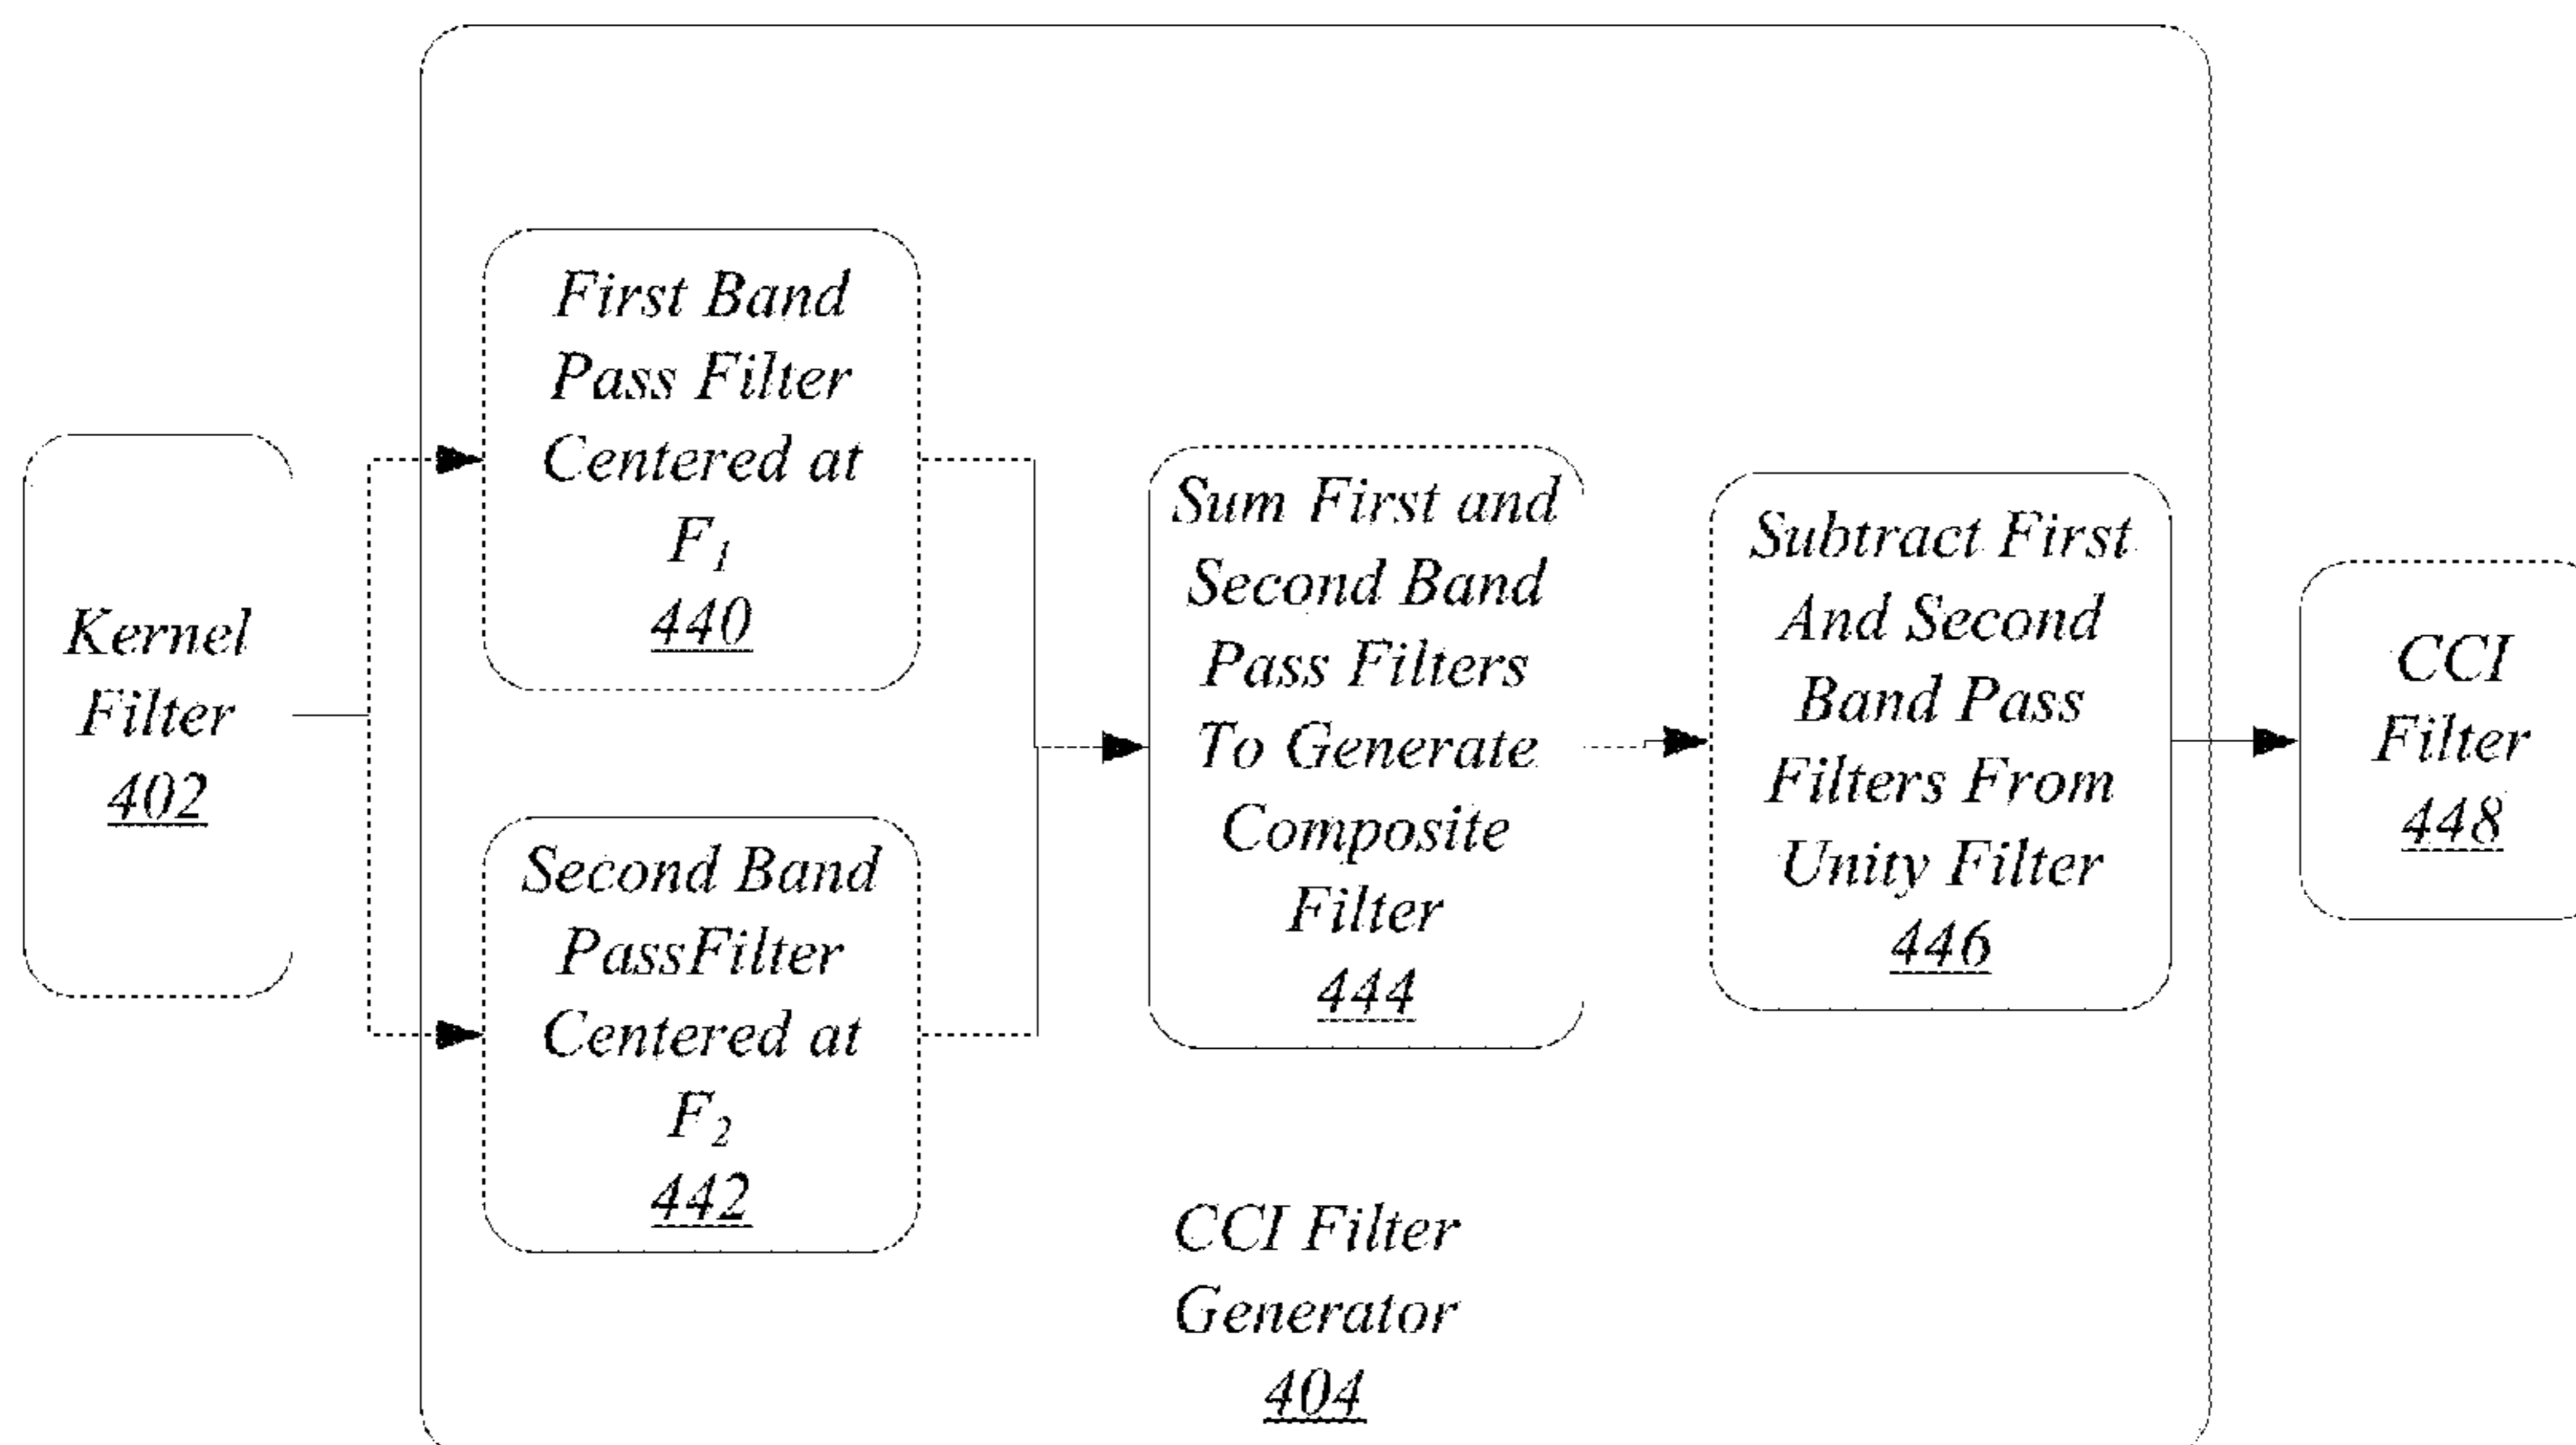 Kernel
Filter
402
First Band
Pass Filter
Centered at
F₁
440
Second Band
PassFilter
Centered at
F₂
442
Sum First and
Second Band
Pass Filters
To Generate
Composite
Filter
444
Subtract First
And Second
Band Pass
Filters From
Unity Filter
446
CCI
Filter
448
CCI Filter
Generator
404